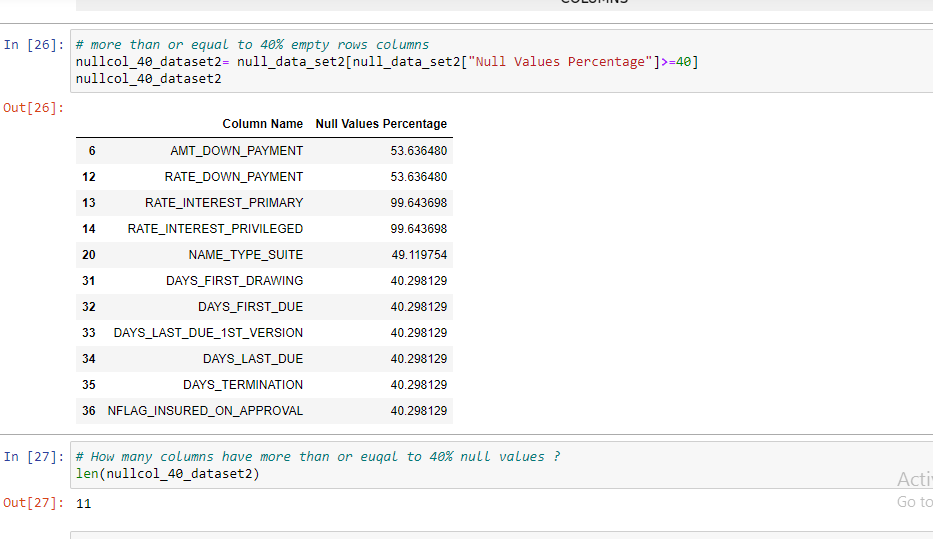 COLUMNS
In [26]: # more than or equal to 40% empty rows columns
nullcol_40_dataset2= null_data_set2[null_data_set2["Null Values Percentage"]>=40]
nullcol_40_dataset2
Out[26]:
Column Name Null Values Percentage
6 AMT_DOWN_PAYMENT 53.636480
12 RATE_DOWN_PAYMENT 53.636480
13 RATE_INTEREST_PRIMARY 99.643698
14 RATE_INTEREST_PRIVILEGED 99.643698
20 NAME_TYPE_SUITE 49.119754
31 DAYS_FIRST_DRAWING 40.298129
32 DAYS_FIRST_DUE 40.298129
33 DAYS_LAST_DUE_1ST_VERSION 40.298129
34 DAYS_LAST_DUE 40.298129
35 DAYS_TERMINATION 40.298129
36 NFLAG_INSURED_ON_APPROVAL 40.298129
In [27]: # How many columns have more than or euqal to 40% null values ?
len(nullcol_40_dataset2)
Acti
Out[27]: 11
Go to